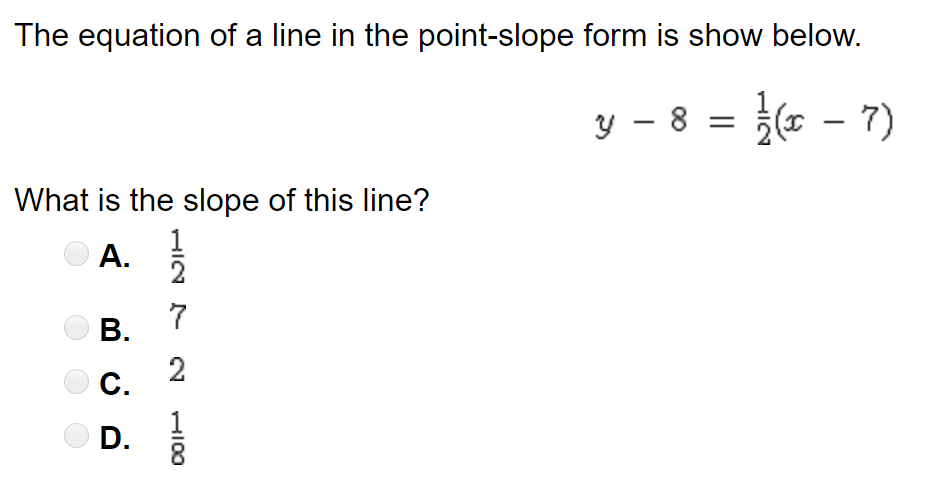 The equation of a line in the point-slope form is show below.
y − 8 = 1/2(x − 7)
What is the slope of this line?
A. 1/2
B. 7
C. 2
D. 1/8